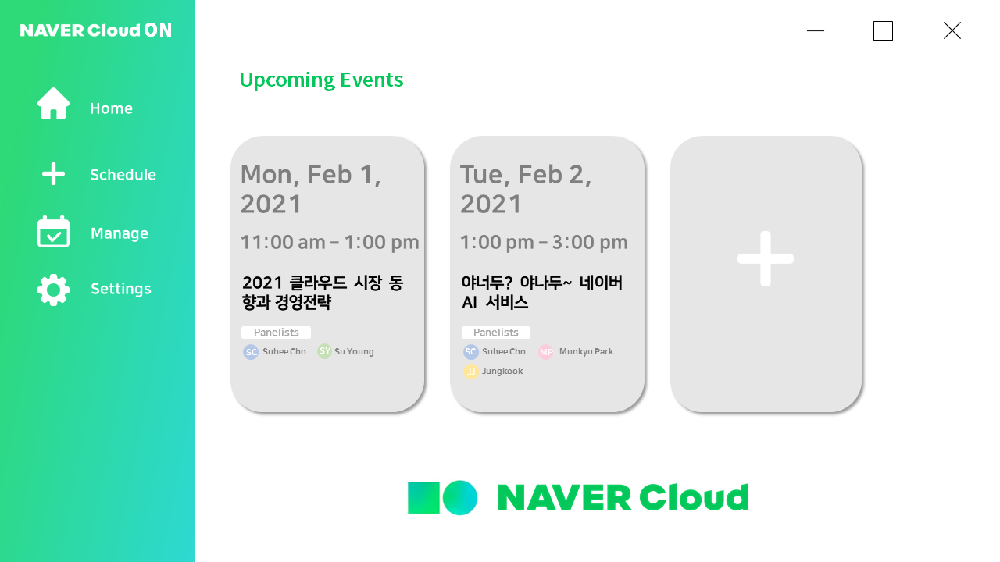 NAVER Cloud ON
Home
Schedule
Manage
Settings
Upcoming Events
Mon, Feb 1,
2021
11:00 am – 1:00 pm
2021 클라우드 시장 동
향과 경영전략
Panelists
SC Suhee Cho SY Su Young
Tue, Feb 2,
2021
1:00 pm – 3:00 pm
야너두? 야나두~ 네이버
AI 서비스
Panelists
SC Suhee Cho MP Munkyu Park
JJ Jungkook
NAVER Cloud